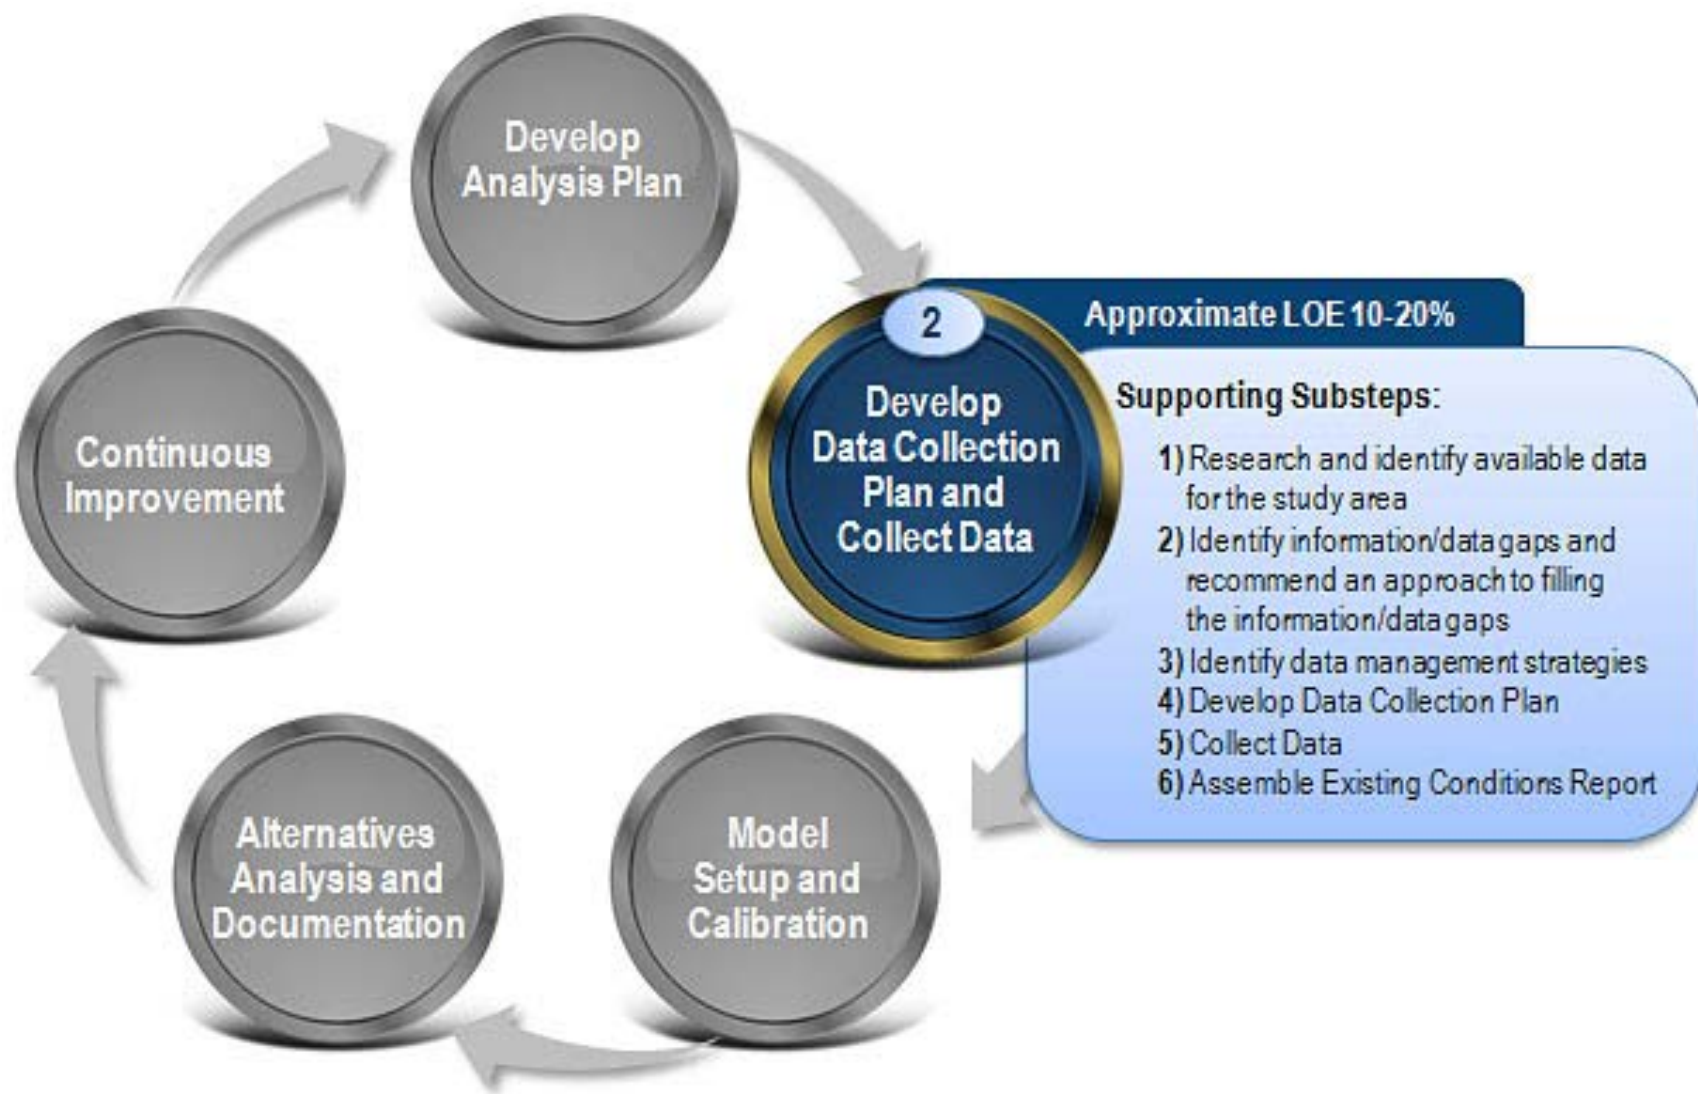 Develop
Analysis Plan
2
Develop
Data Collection
Plan and
Collect Data
Approximate LOE 10-20%
Supporting Substeps:
1) Research and identify available data
for the study area
2) Identify information/data gaps and
recommend an approach to filling
the information/data gaps
3) Identify data management strategies
4) Develop Data Collection Plan
5) Collect Data
6) Assemble Existing Conditions Report
Model
Setup and
Calibration
Alternatives
Analysis and
Documentation
Continuous
Improvement